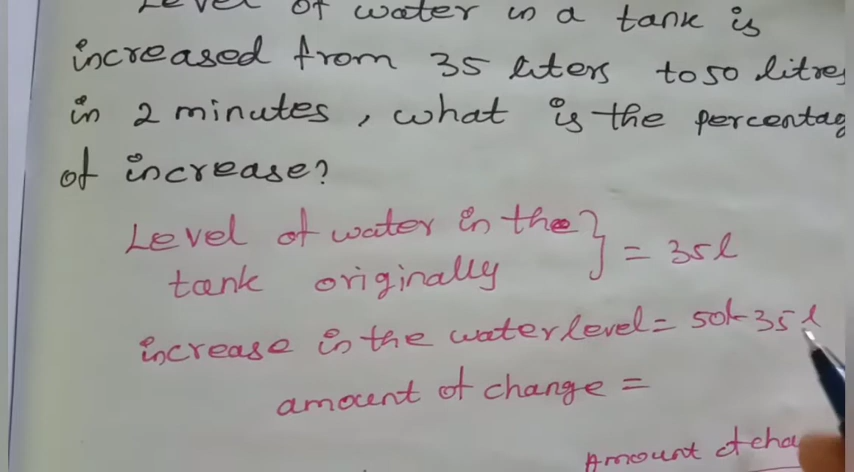 Level of water in a tank is
increased from 35 liters to 50 litres
in 2 minutes, what is the percentag
of increase?
Level of water in the } = 35l
tank originally
increase in the water level = 50l-35l
amount of change =
Amount of cha